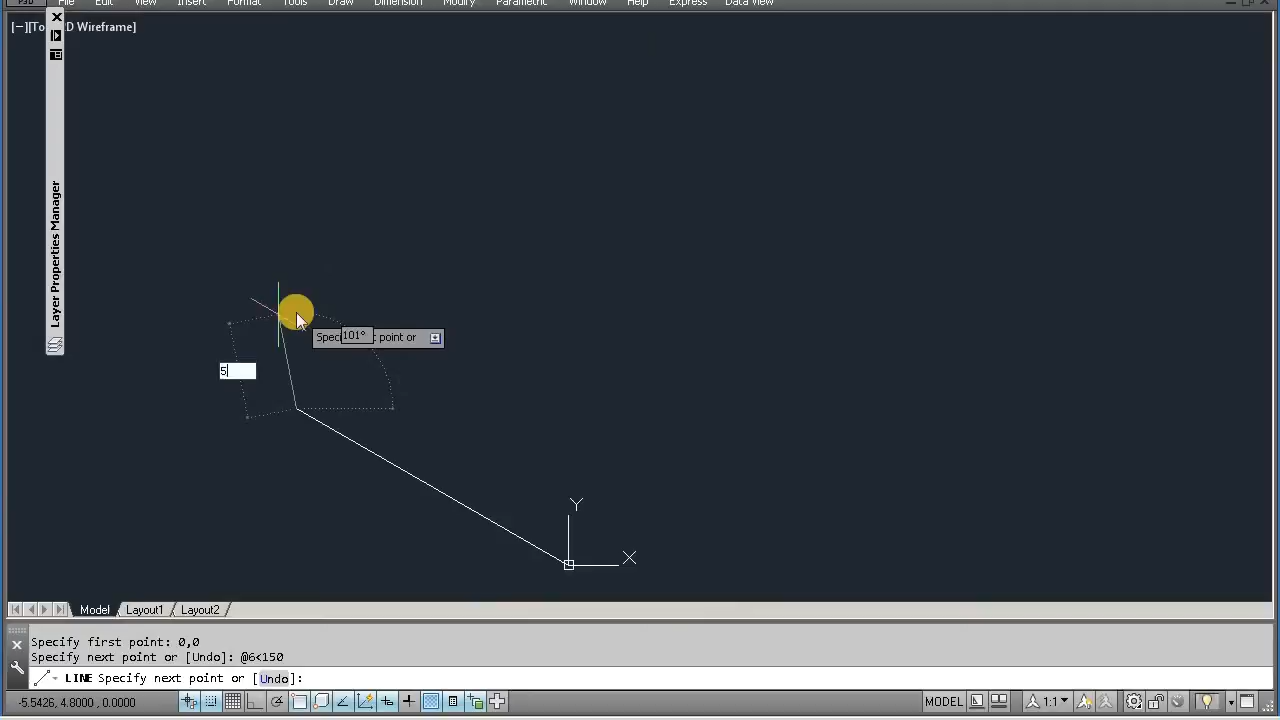 File Edit View Insert Format Tools Draw Dimension Modify Parametric Window Help Express Data View
[−][To D Wireframe]
Layer Properties Manager
Speci 101° point or
5
Y
X
Model Layout1 Layout2
Specify first point: 0,0
Specify next point or [Undo]: @6<150
LINE Specify next point or [Undo]:
-5.5426, 4.8000, 0.0000 MODEL 1:1